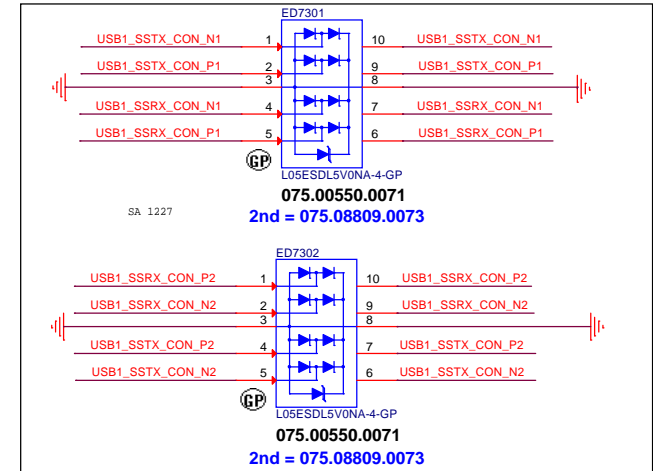 ED7301
USB1_SSTX_CON_N1 1 10 USB1_SSTX_CON_N1
USB1_SSTX_CON_P1 2 9 USB1_SSTX_CON_P1
3 8
USB1_SSRX_CON_N1 4 7 USB1_SSRX_CON_N1
USB1_SSRX_CON_P1 5 6 USB1_SSRX_CON_P1
GP
L05ESDL5V0NA-4-GP
075.00550.0071
SA 1227
2nd = 075.08809.0073
ED7302
USB1_SSRX_CON_P2 1 10 USB1_SSRX_CON_P2
USB1_SSRX_CON_N2 2 9 USB1_SSRX_CON_N2
3 8
USB1_SSTX_CON_P2 4 7 USB1_SSTX_CON_P2
USB1_SSTX_CON_N2 5 6 USB1_SSTX_CON_N2
GP
L05ESDL5V0NA-4-GP
075.00550.0071
2nd = 075.08809.0073